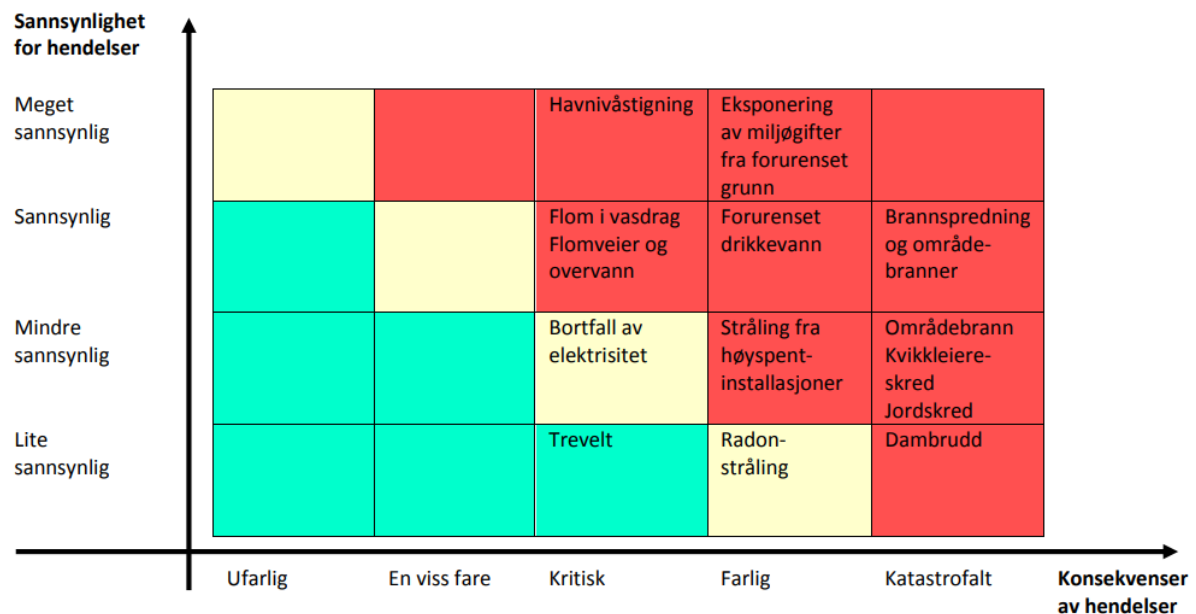 Sannsynlighet
for hendelser
Meget
sannsynlig
Havnivåstigning
Eksponering
av miljøgifter
fra forurenset
grunn
Sannsynlig
Flom i vasdrag
Flomveier og
overvann
Forurenset
drikkevann
Brannspredning
og område-
branner
Mindre
sannsynlig
Bortfall av
elektrisitet
Stråling fra
høyspent-
installasjoner
Områdebrann
Kvikkleiere-
skred
Jordskred
Lite
sannsynlig
Trevelt
Radon-
stråling
Dambrudd
Ufarlig
En viss fare
Kritisk
Farlig
Katastrofalt
Konsekvenser
av hendelser